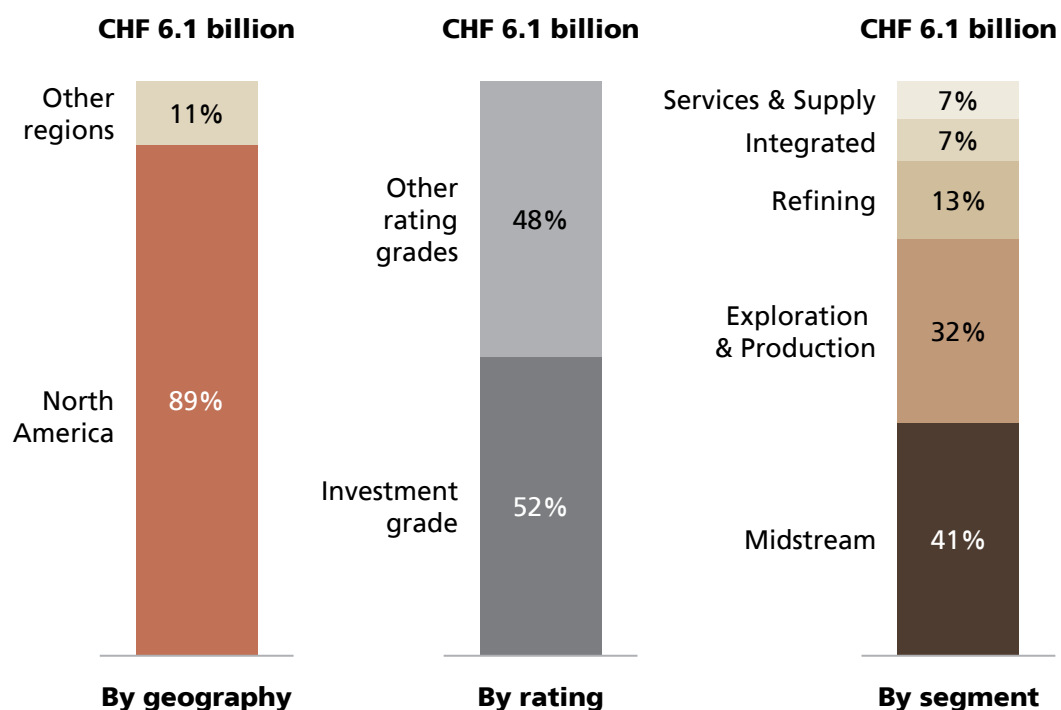 CHF 6.1 billion
Other
regions
11%
North
America
89%
By geography
CHF 6.1 billion
Other
rating
grades
48%
Investment
grade
52%
By rating
CHF 6.1 billion
Services & Supply
7%
Integrated
7%
Refining
13%
Exploration
& Production
32%
Midstream
41%
By segment